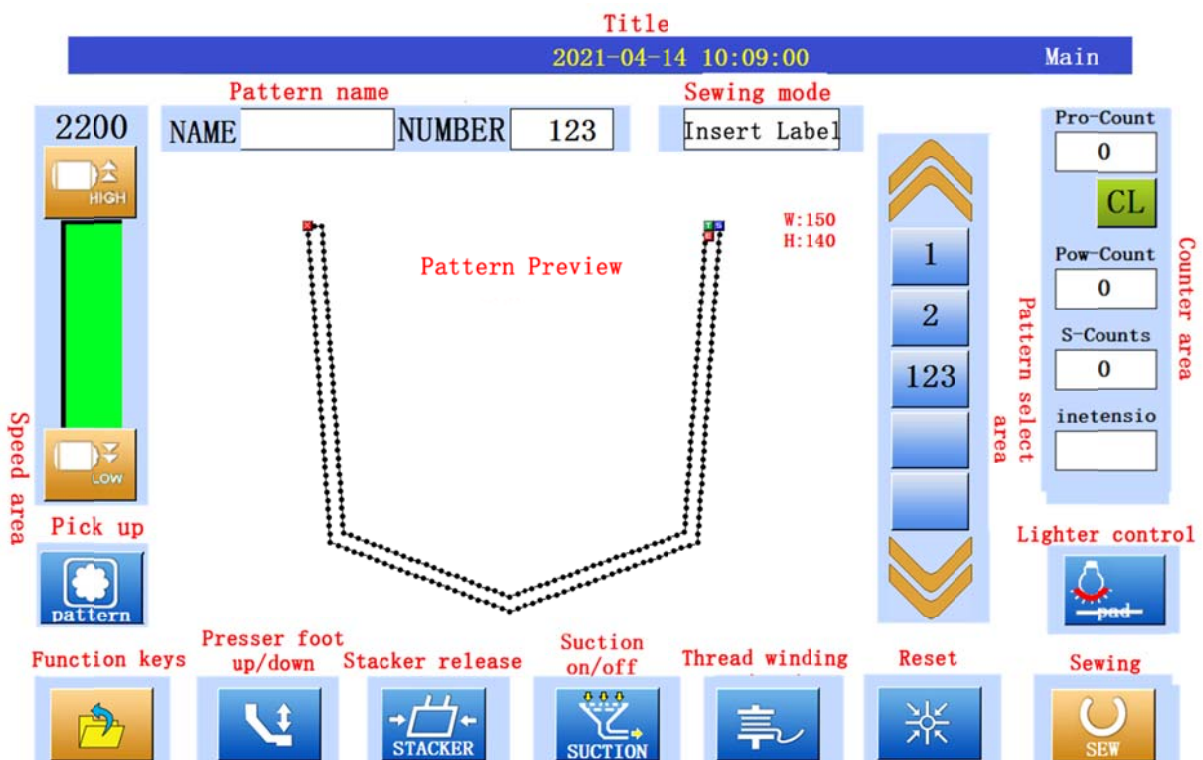 Title
2021-04-14 10:09:00 Main
Pattern name
Sewing mode
2200
NAME
NUMBER 123
Insert Label
HIGH
LOW
Speed area
W:150
H:140
Pattern Preview
1
2
123
Pattern select
area
Pro-Count
0
CL
Pow-Count
0
S-Counts
0
inetensio
Counter area
Pick up
pattern
Lighter control
pad
Function keys
Presser foot
up/down
Stacker release
STACKER
Suction
on/off
SUCTION
Thread winding
Reset
Sewing
SEW